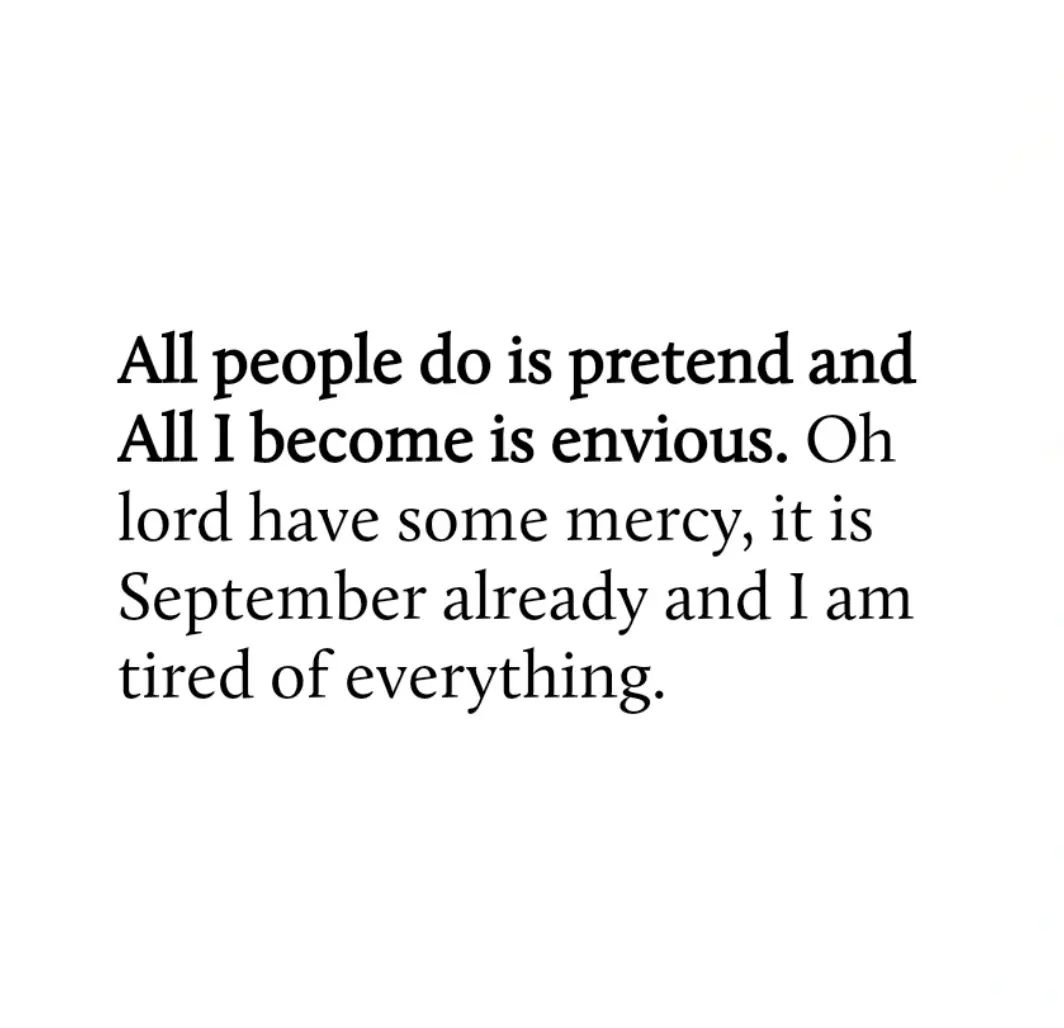 All people do is pretend and
All I become is envious. Oh
lord have some mercy, it is
September already and I am
tired of everything.